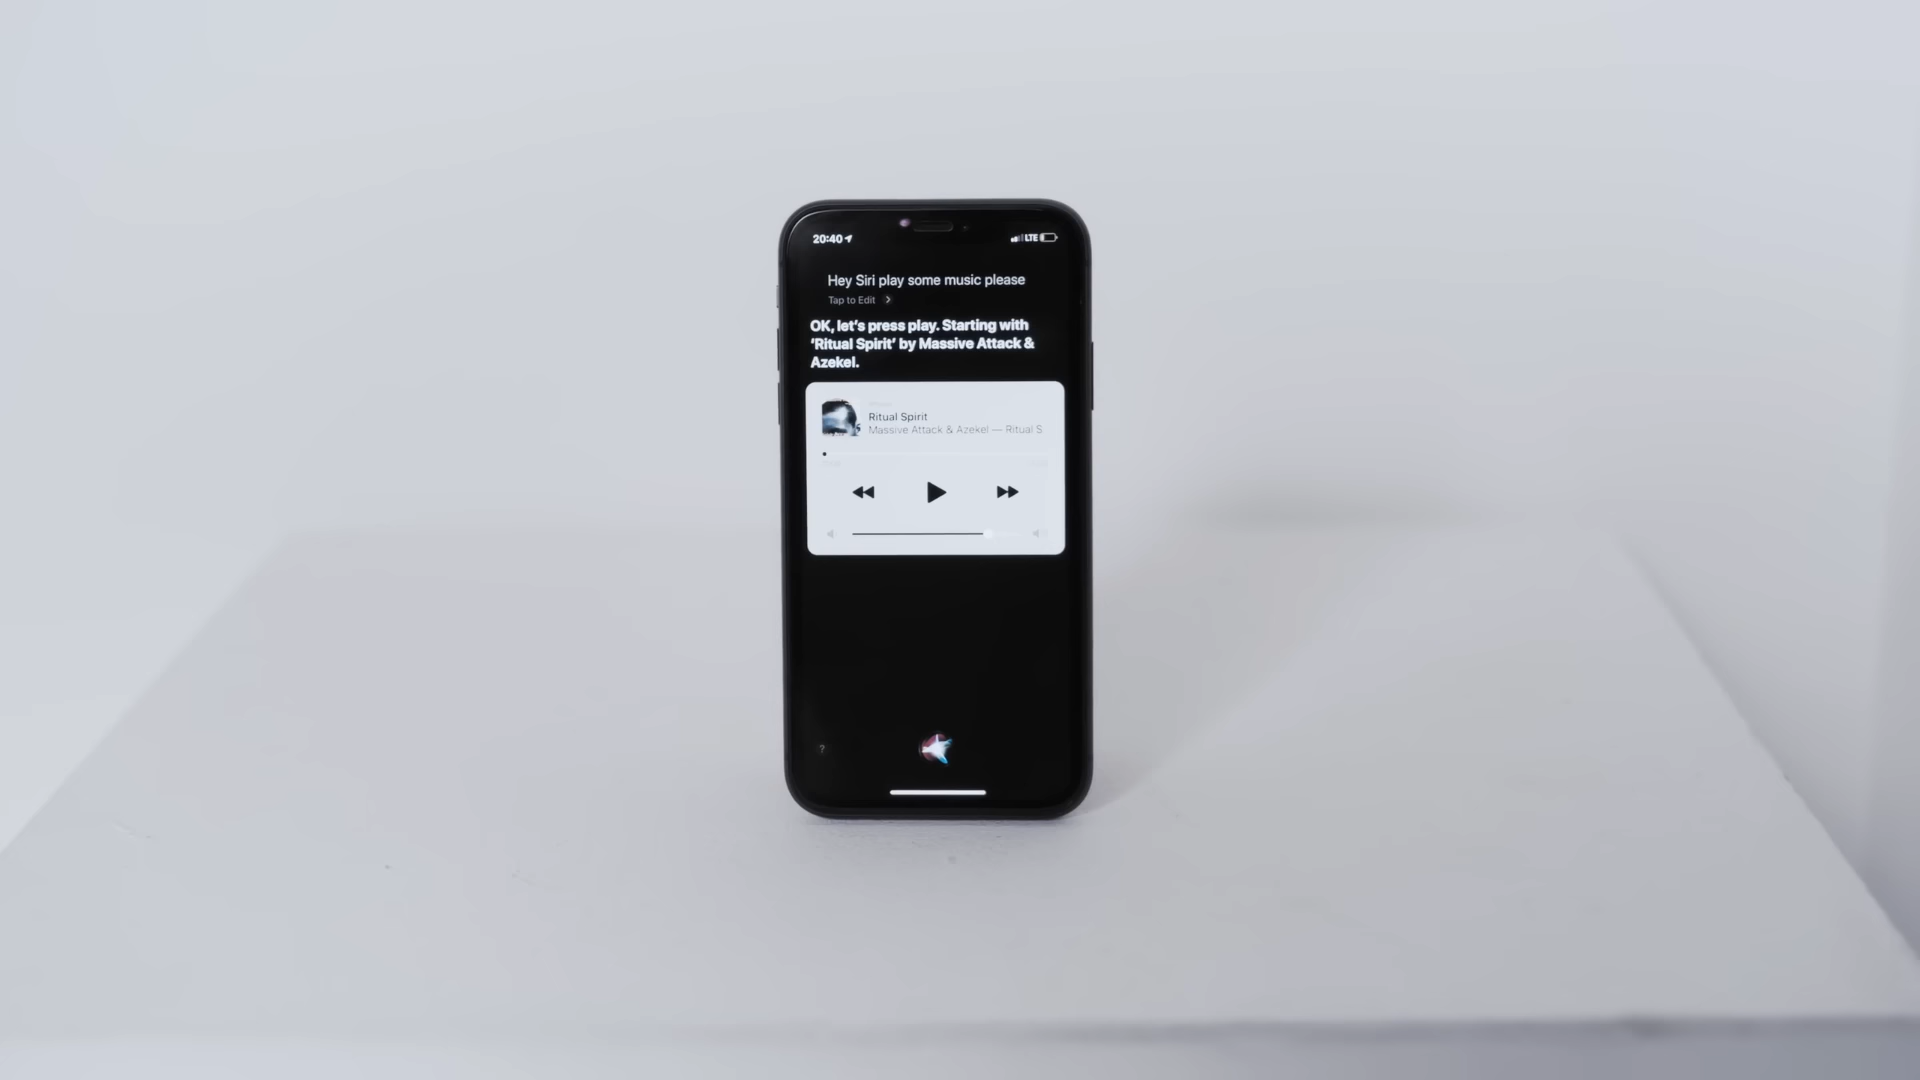 20:40
LTE
Hey Siri play some music please
Tap to Edit
OK, let's press play. Starting with
‘Ritual Spirit’ by Massive Attack &
Azekel.
Ritual Spirit
Massive Attack & Azekel — Ritual S
?